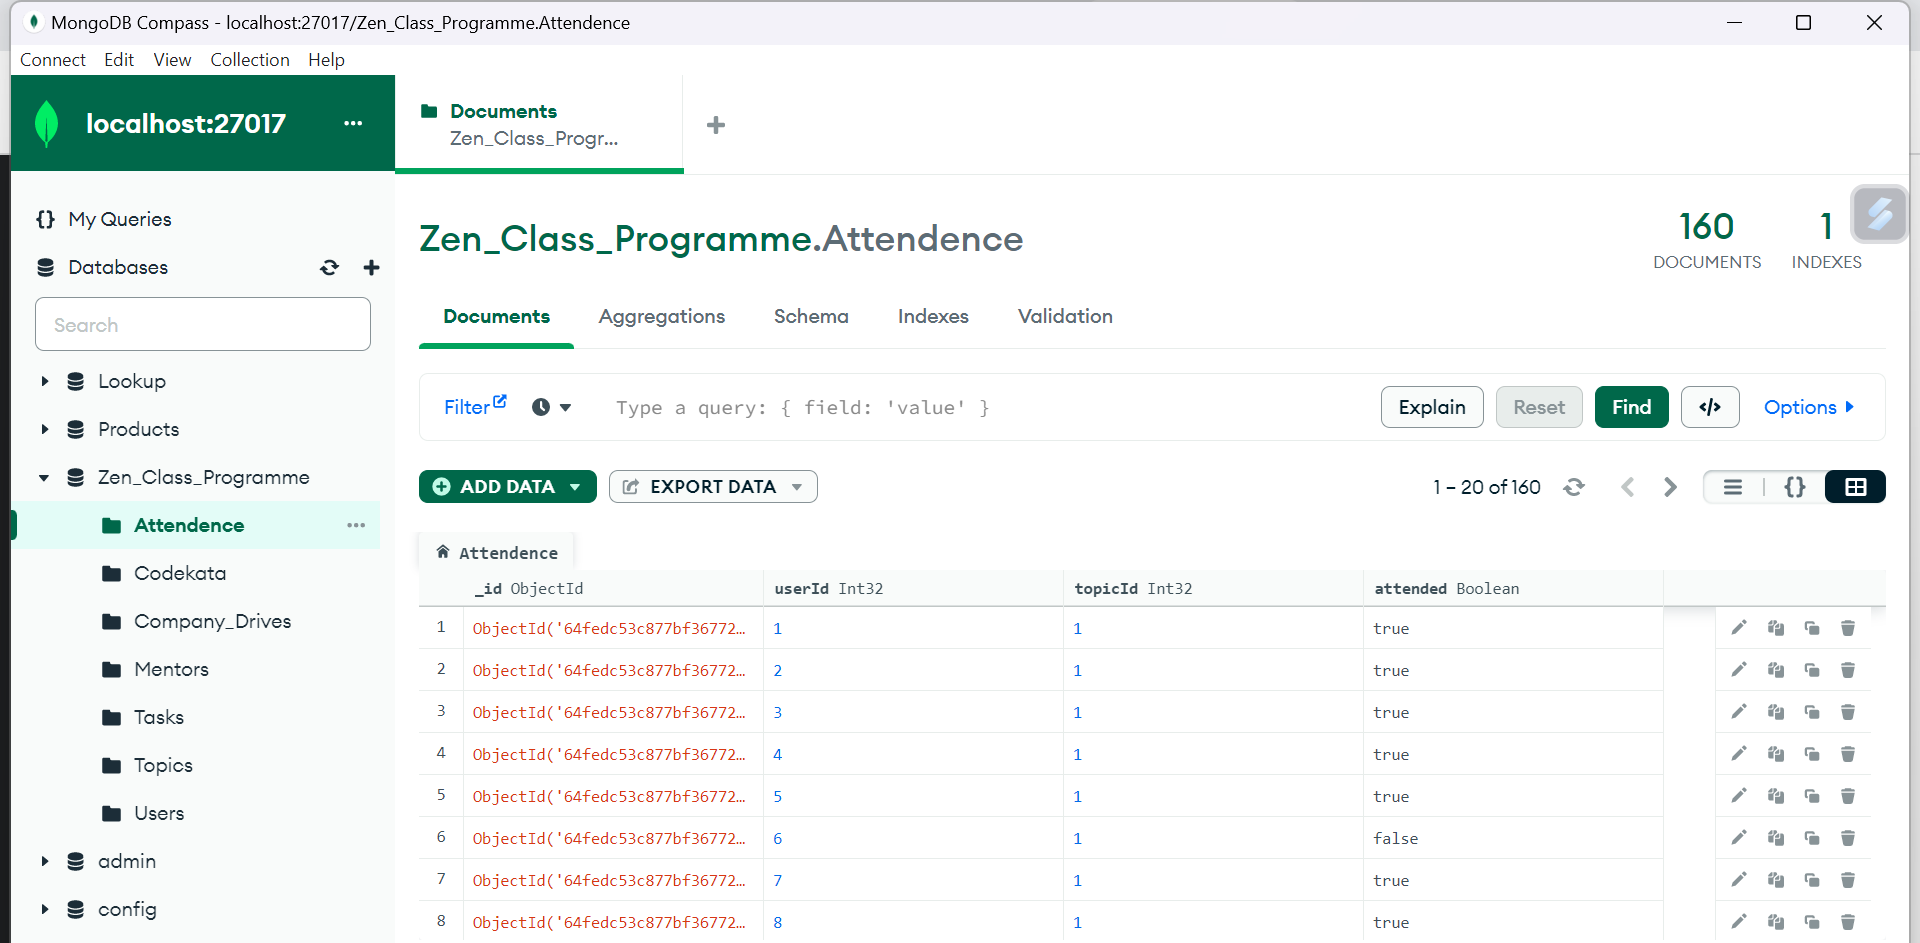 MongoDB Compass - localhost:27017/Zen_Class_Programme.Attendence
Connect Edit View Collection Help
localhost:27017 ...
Documents
Zen_Class_Progr...
My Queries
Databases
Search
Lookup
Products
Zen_Class_Programme
Attendence
Codekata
Company_Drives
Mentors
Tasks
Topics
Users
admin
config
Zen_Class_Programme.Attendence
160
DOCUMENTS
1
INDEXES
Documents Aggregations Schema Indexes Validation
Filter Type a query: { field: 'value' } Explain Reset Find </> Options
ADD DATA EXPORT DATA 1 – 20 of 160 {}
Attendence
_id ObjectId userId Int32 topicId Int32 attended Boolean
1 ObjectId('64fedc53c877bf36772… 1 1 true
2 ObjectId('64fedc53c877bf36772… 2 1 true
3 ObjectId('64fedc53c877bf36772… 3 1 true
4 ObjectId('64fedc53c877bf36772… 4 1 true
5 ObjectId('64fedc53c877bf36772… 5 1 true
6 ObjectId('64fedc53c877bf36772… 6 1 false
7 ObjectId('64fedc53c877bf36772… 7 1 true
8 ObjectId('64fedc53c877bf36772… 8 1 true